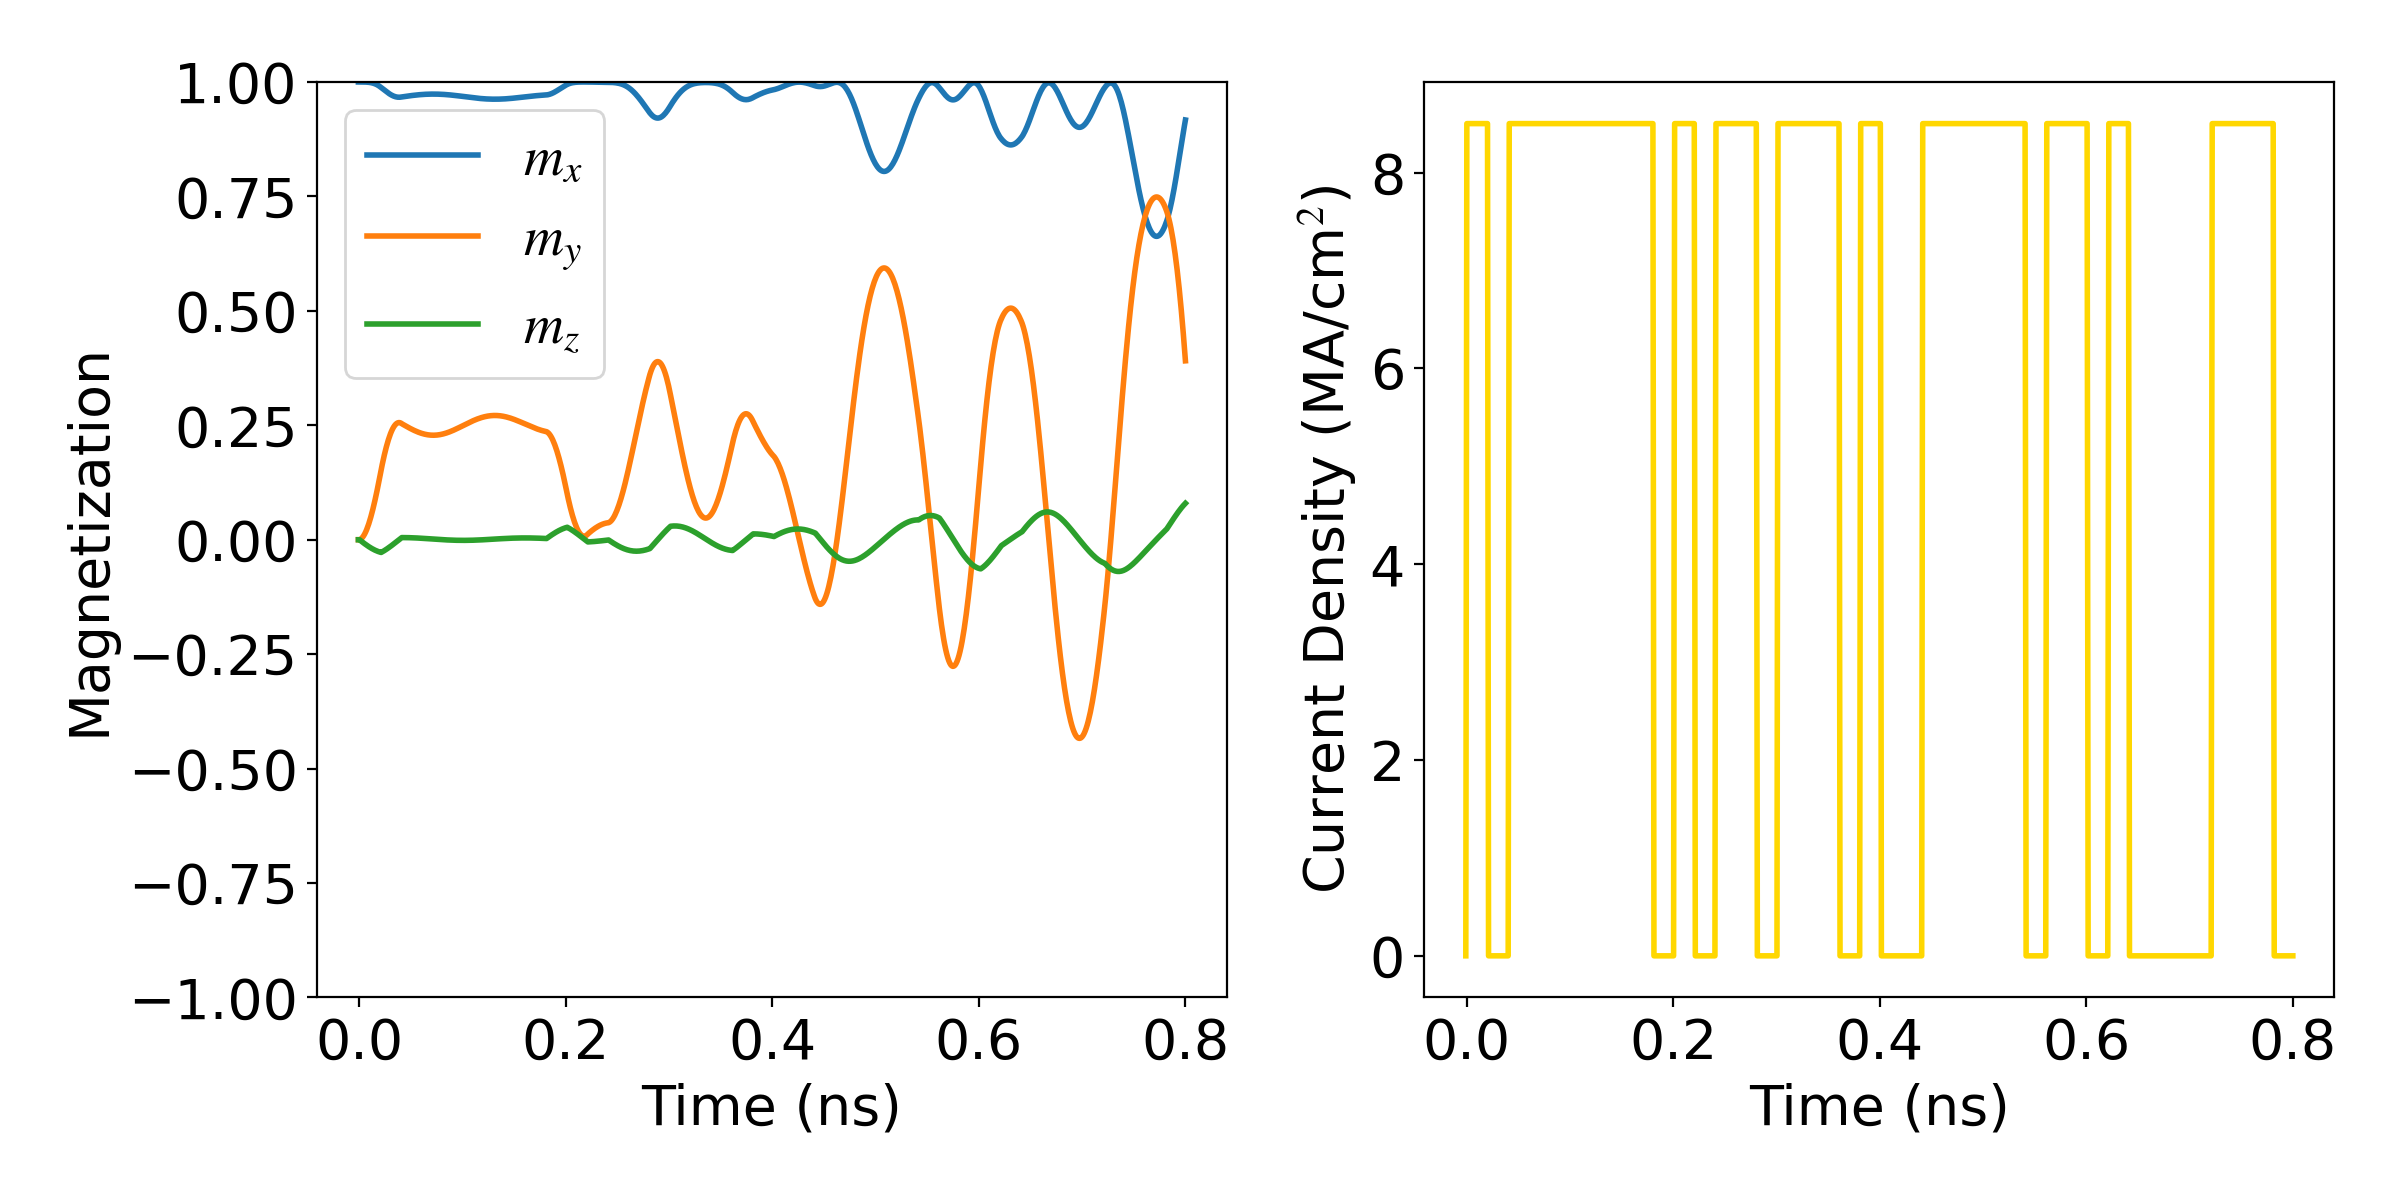 1.00
0.75
0.50
0.25
0.00
−0.25
−0.50
−0.75
−1.00
Magnetization
m_x
m_y
m_z
0.0 0.2 0.4 0.6 0.8
Time (ns)
8
6
4
2
0
Current Density (MA/cm²)
0.0 0.2 0.4 0.6 0.8
Time (ns)